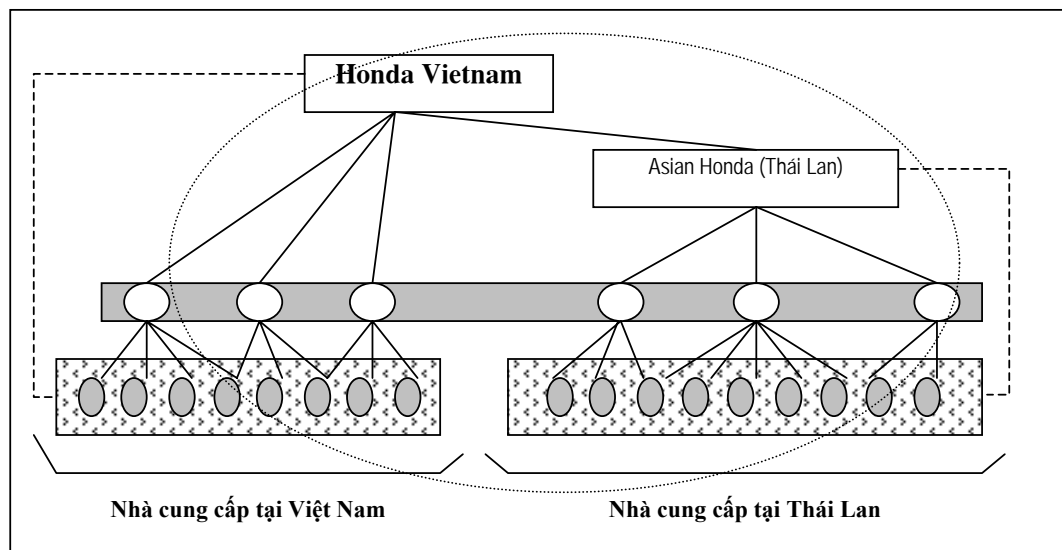 Honda Vietnam
Asian Honda (Thái Lan)
Nhà cung cấp tại Việt Nam
Nhà cung cấp tại Thái Lan